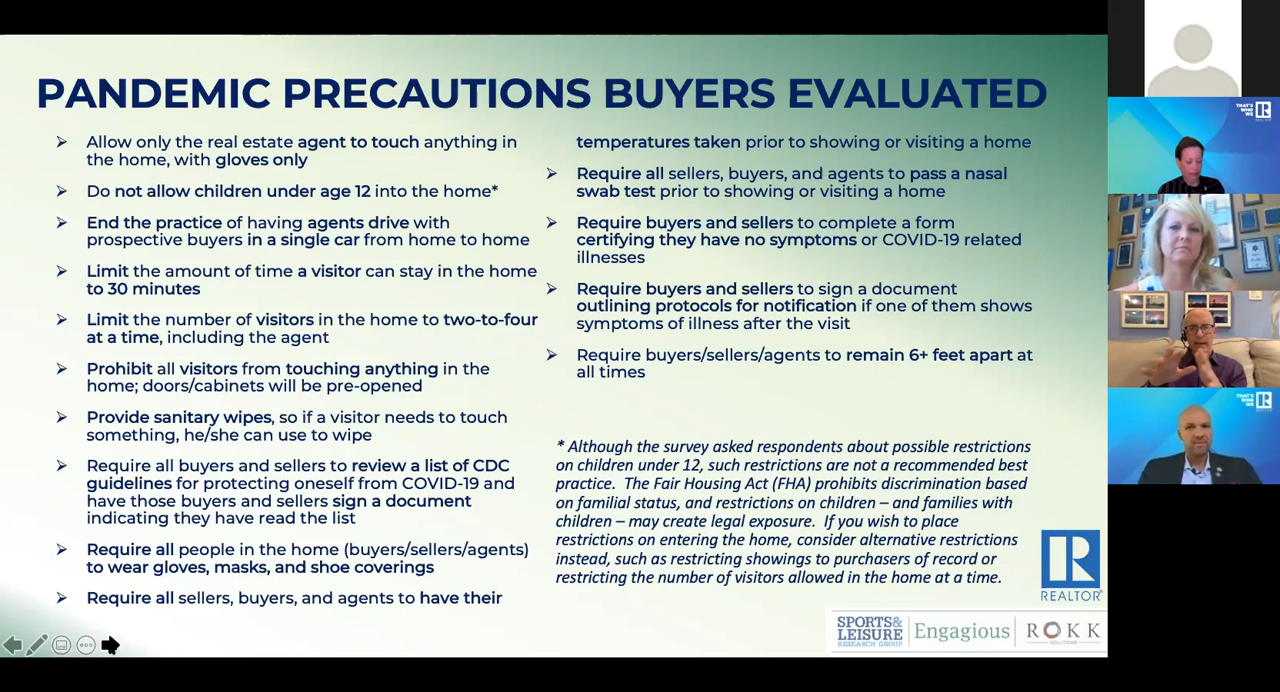 PANDEMIC PRECAUTIONS BUYERS EVALUATED
➢ Allow only the real estate agent to touch anything in
the home, with gloves only
➢ Do not allow children under age 12 into the home*
➢ End the practice of having agents drive with
prospective buyers in a single car from home to home
➢ Limit the amount of time a visitor can stay in the home
to 30 minutes
➢ Limit the number of visitors in the home to two-to-four
at a time, including the agent
➢ Prohibit all visitors from touching anything in the
home; doors/cabinets will be pre-opened
➢ Provide sanitary wipes, so if a visitor needs to touch
something, he/she can use to wipe
➢ Require all buyers and sellers to review a list of CDC
guidelines for protecting oneself from COVID-19 and
have those buyers and sellers sign a document
indicating they have read the list
➢ Require all people in the home (buyers/sellers/agents)
to wear gloves, masks, and shoe coverings
➢ Require all sellers, buyers, and agents to have their
temperatures taken prior to showing or visiting a home
➢ Require all sellers, buyers, and agents to pass a nasal
swab test prior to showing or visiting a home
➢ Require buyers and sellers to complete a form
certifying they have no symptoms or COVID-19 related
illnesses
➢ Require buyers and sellers to sign a document
outlining protocols for notification if one of them shows
symptoms of illness after the visit
➢ Require buyers/sellers/agents to remain 6+ feet apart at
all times
* Although the survey asked respondents about possible restrictions
on children under 12, such restrictions are not a recommended best
practice. The Fair Housing Act (FHA) prohibits discrimination based
on familial status, and restrictions on children – and families with
children – may create legal exposure. If you wish to place
restrictions on entering the home, consider alternative restrictions
instead, such as restricting showings to purchasers of record or
restricting the number of visitors allowed in the home at a time.
R
REALTOR®
SPORTS&
LEISURE
RESEARCH GROUP
Engagious
ROKK
SOLUTIONS
THAT'S
WHO
WE
R
THAT'S
WHO
WE
R